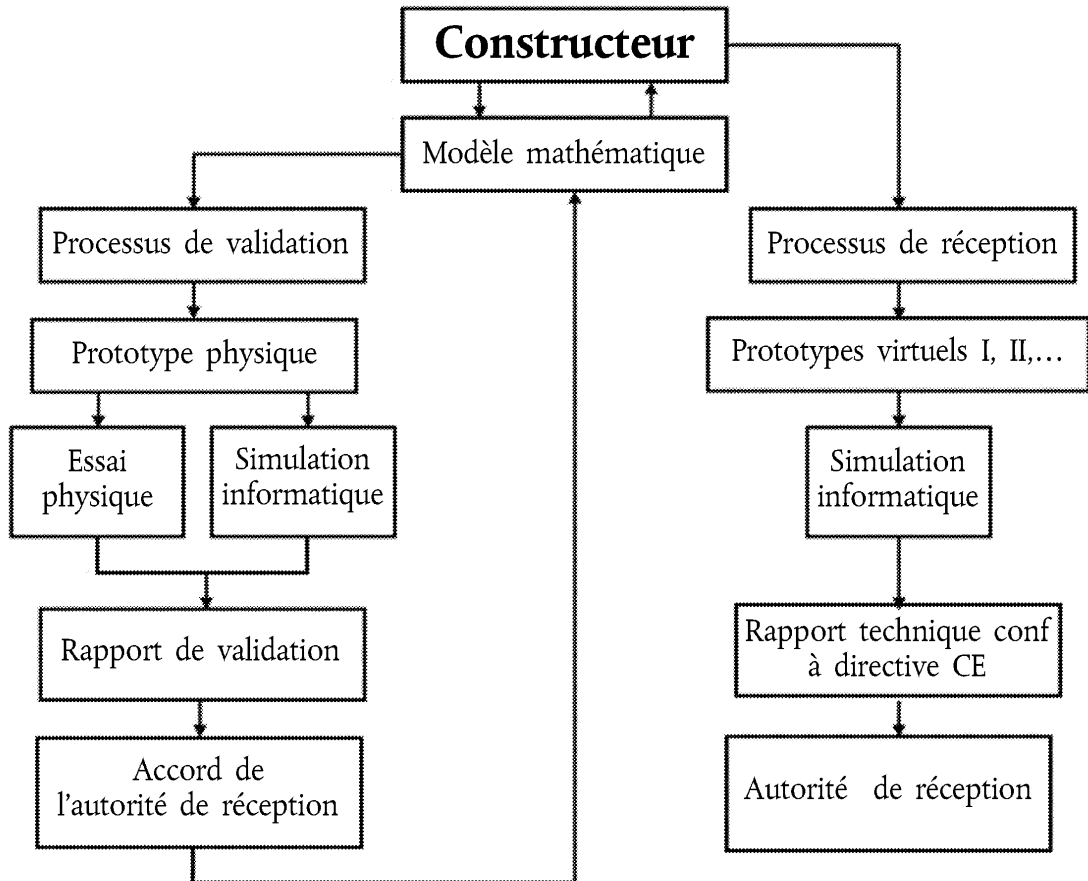 Constructeur
Modèle mathématique
Processus de validation
Prototype physique
Essai
physique
Simulation
informatique
Rapport de validation
Accord de
l'autorité de réception
Processus de réception
Prototypes virtuels I, II,…
Simulation
informatique
Rapport technique conf
à directive CE
Autorité de réception